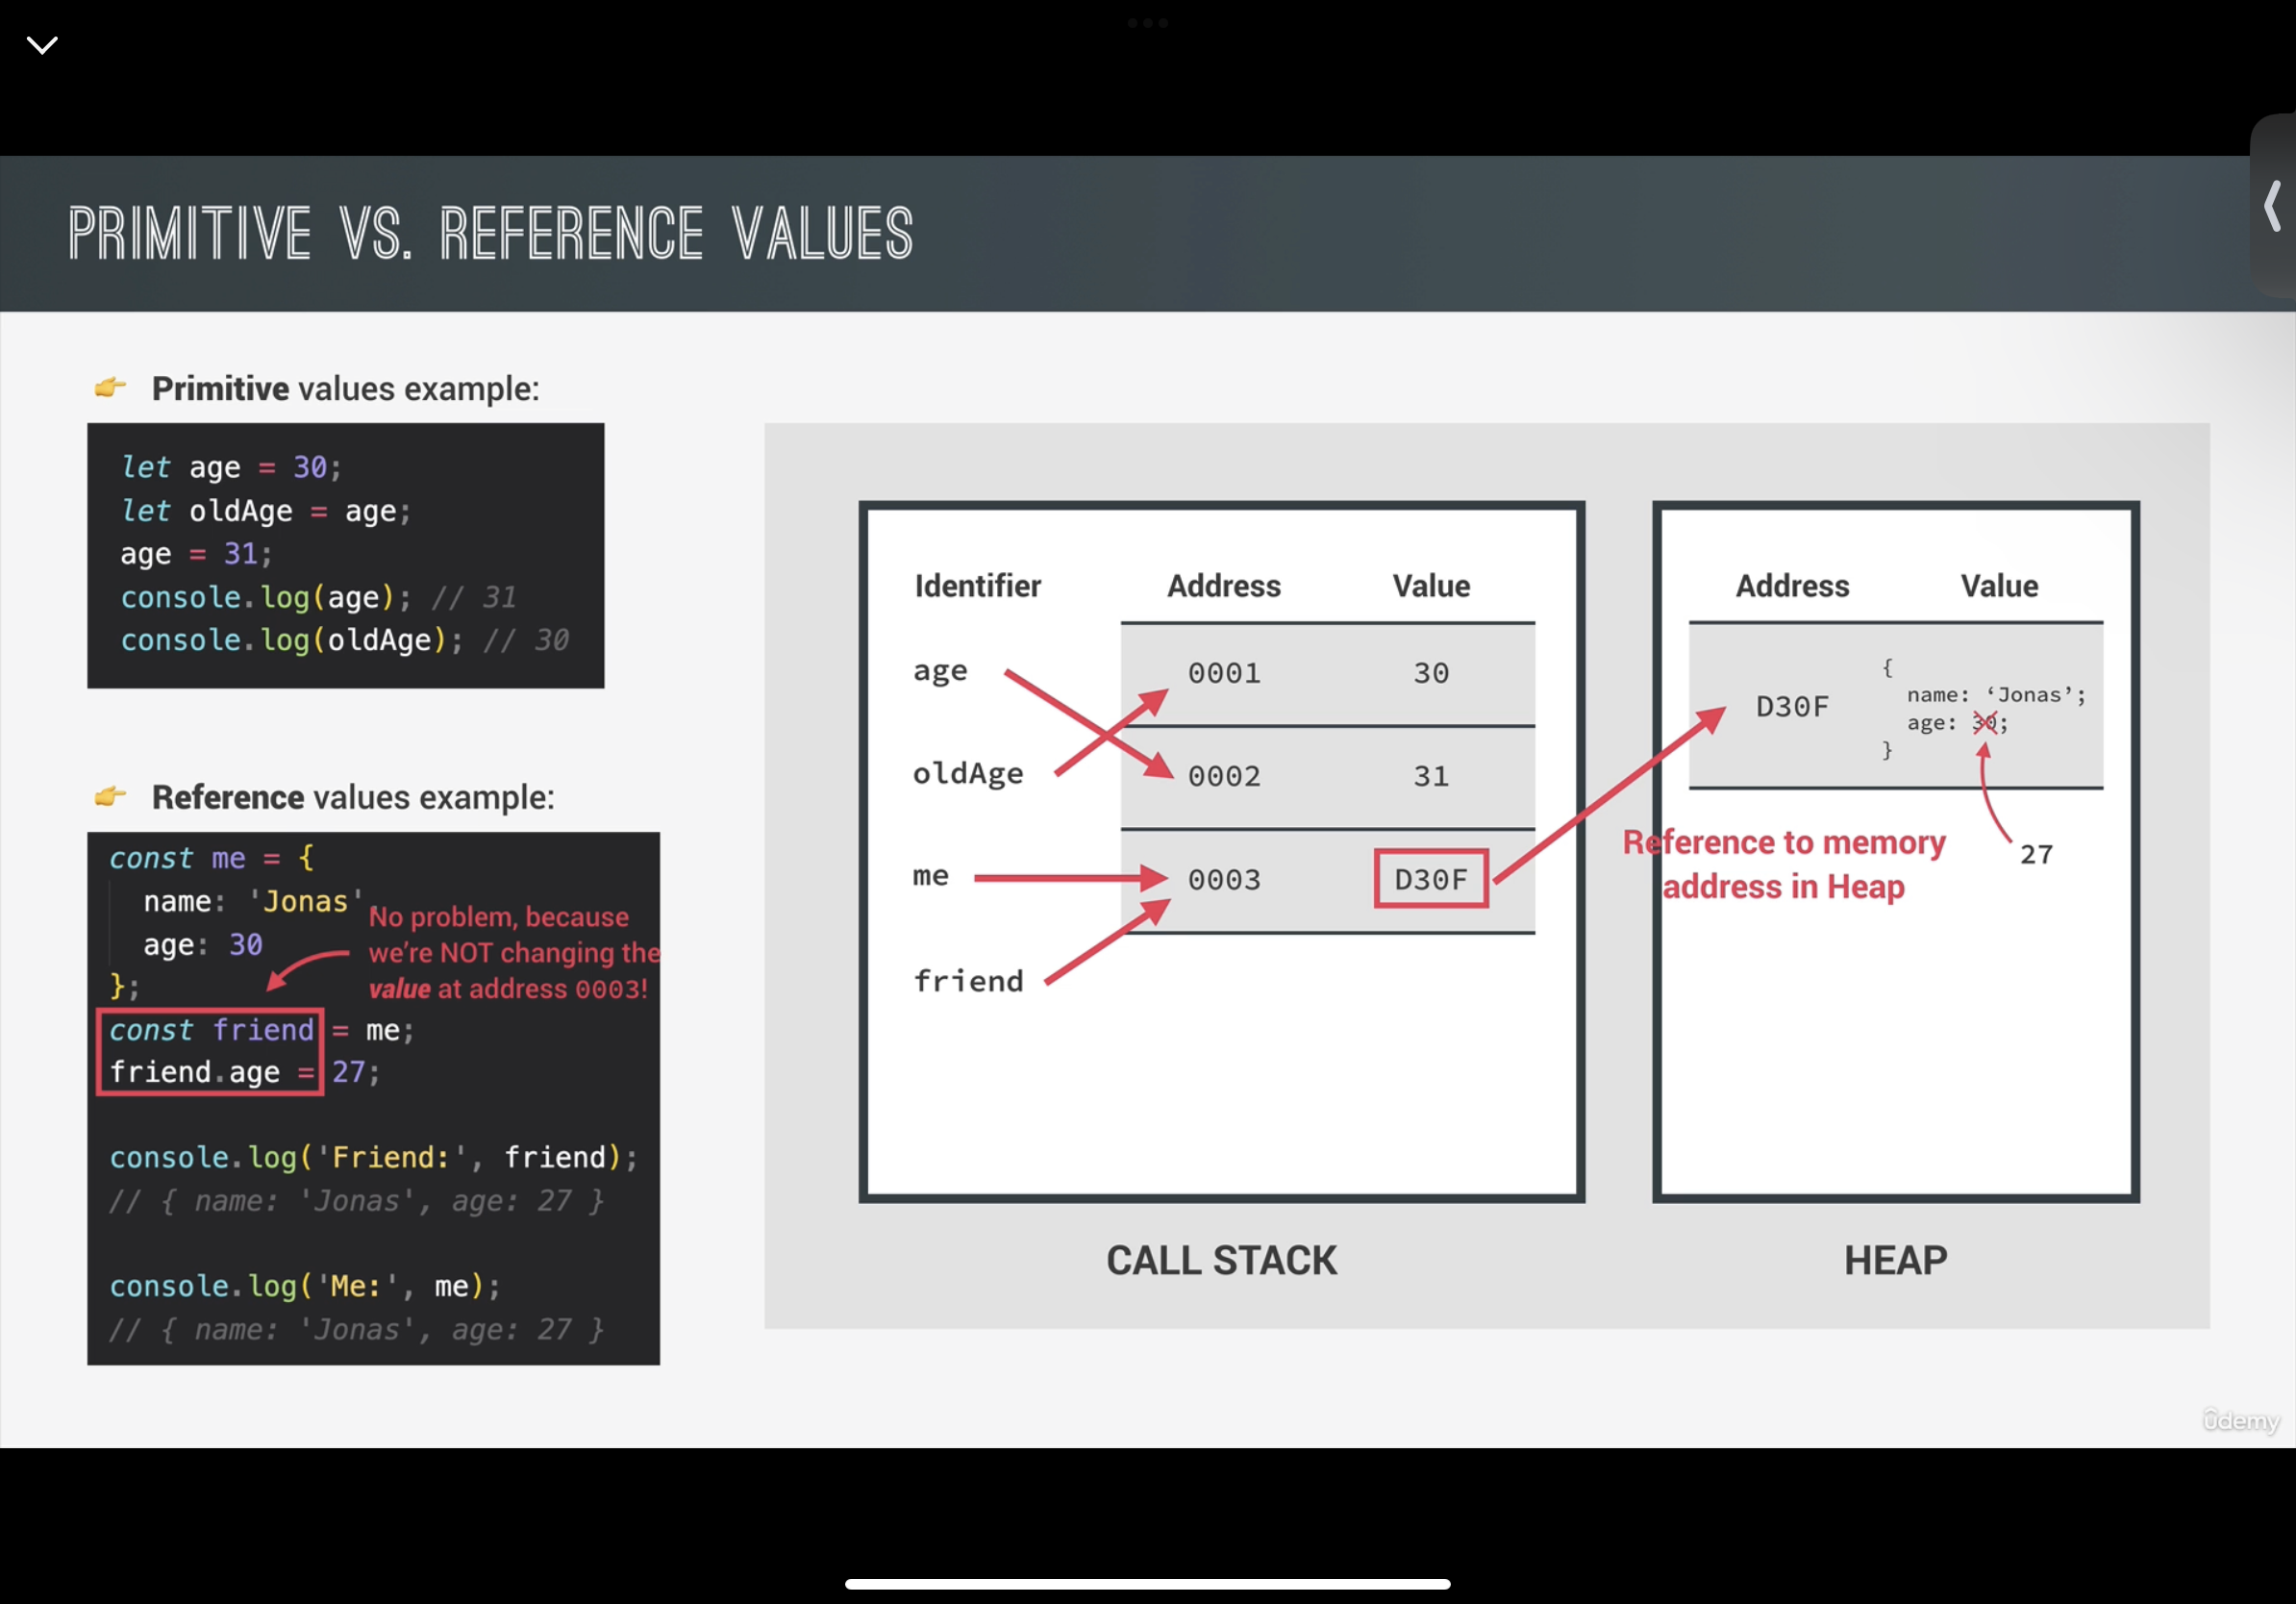 PRIMITIVE VS. REFERENCE VALUES
👉 Primitive values example:
let age = 30;
let oldAge = age;
age = 31;
console.log(age); // 31
console.log(oldAge); // 30
👉 Reference values example:
const me = {
name: 'Jonas',
age: 30
};
const friend = me;
friend.age = 27;
console.log('Friend:', friend);
// { name: 'Jonas', age: 27 }
console.log('Me:', me);
// { name: 'Jonas', age: 27 }
No problem, because
we're NOT changing the
value at address 0003!
Identifier Address Value
age 0001 30
oldAge 0002 31
me 0003 D30F
friend
CALL STACK
Address Value
D30F
{
name: ‘Jonas’;
age: 30;
}
27
Reference to memory
address in Heap
HEAP
ûdemy